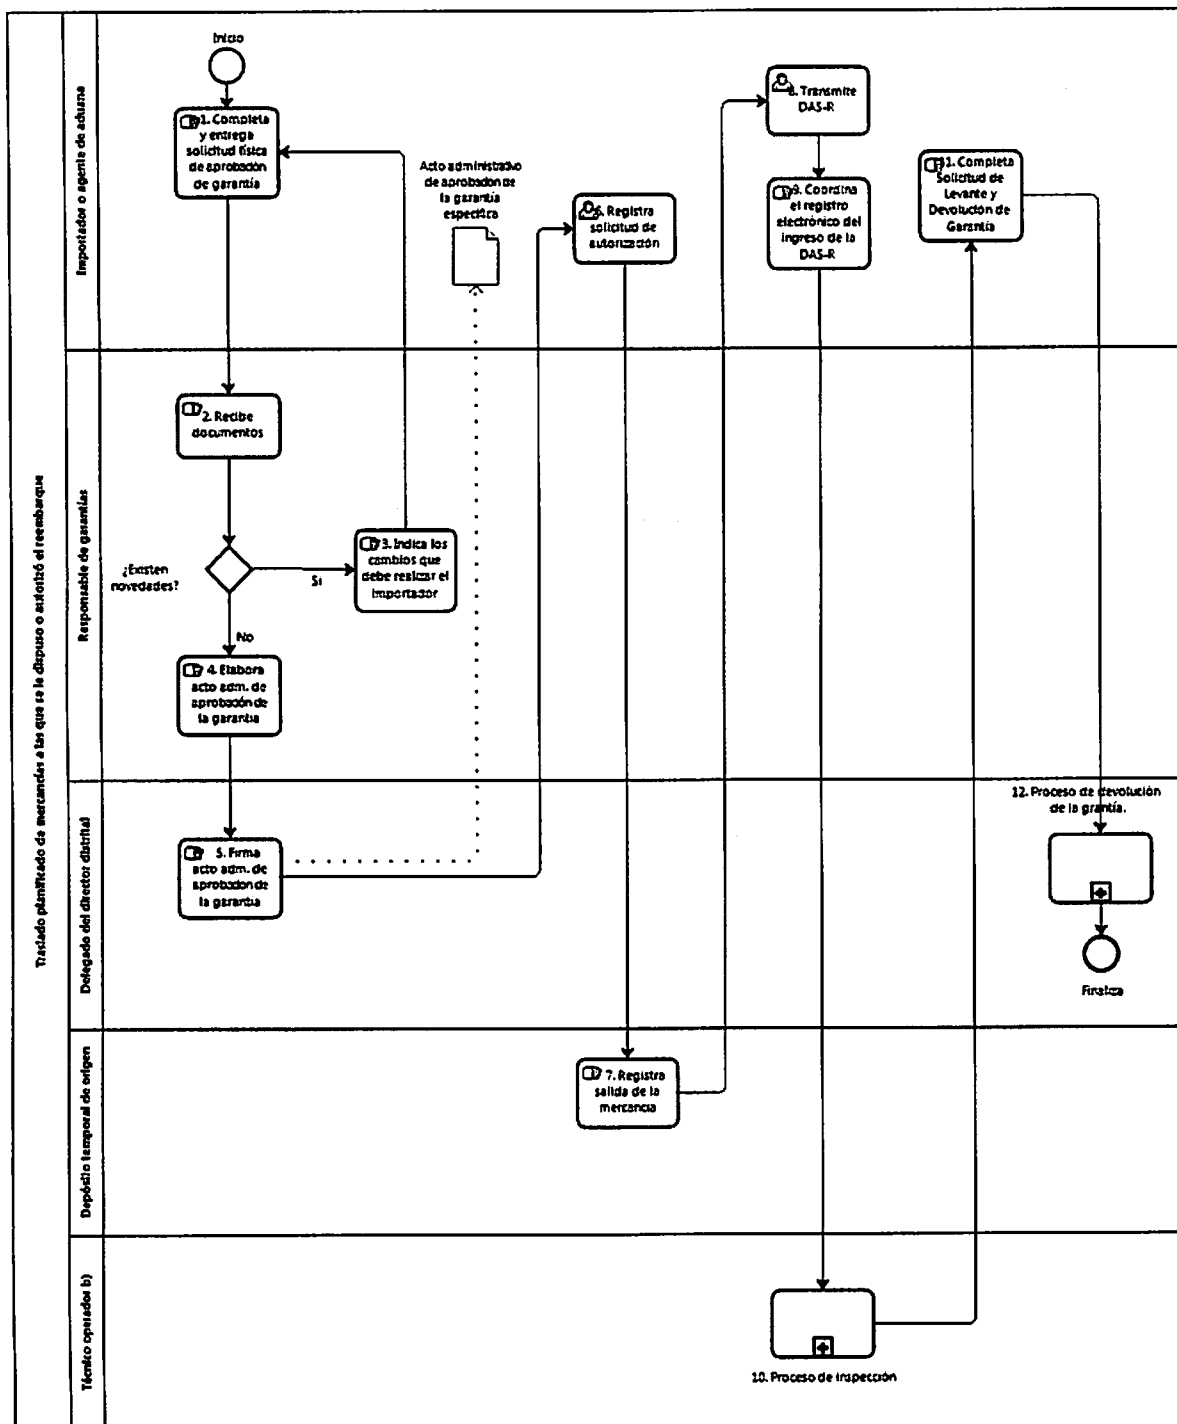 Traslado planificado de mercancías a las que se le dispuso o autorizó el reembarque
Importador o agente de aduana
Inicio
1. Completa
y entrega
solicitud física
de aprobación
de garantía
Acto administrativo
de aprobación de
la garantía
específica
6. Registra
solicitud de
autorización
8. Transmite
DAS-R
9. Coordina
el registro
electrónico del
ingreso de la
DAS-R
11. Completa
Solicitud de
Levante y
Devolución de
Garantía
Responsable de garantías
2. Recibe
documentos
¿Existen
novedades?
Si
3. Indica los
cambios que
debe realizar el
importador
No
4. Elabora
acto adm. de
aprobación de
la garantía
Delegado del director distrital
5. Firma
acto adm. de
aprobación de
la garantía
12. Proceso de devolución
de la grantía.
Finaliza
Depósito temporal de origen
7. Registra
salida de la
mercancía
Técnico operador b)
10. Proceso de inspección